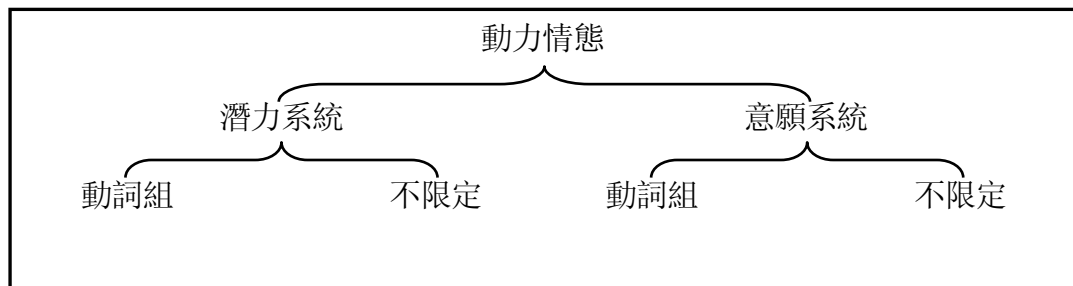 動力情態
潛力系統 意願系統
動詞組 不限定 動詞組 不限定